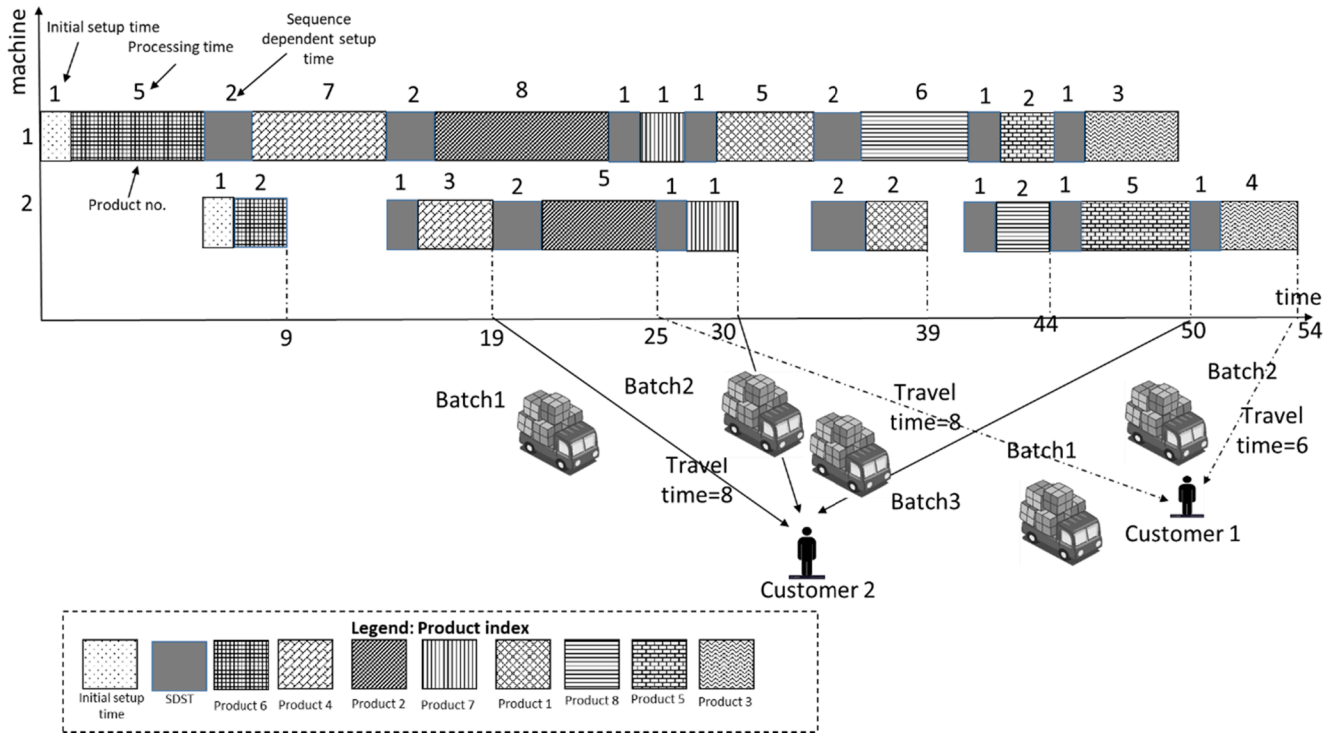 machine
Initial setup time
Processing time
Sequence
dependent setup
time
1 5 2 7 2 8 1 1 1 5 2 6 1 2 1 3
1
Product no.
2
1 2 1 3 2 5 1 1 2 2 1 2 1 5 1 4
time
9 19 25 30 39 44 50 54
Batch1
Batch2
Travel
time=8
Batch3
Travel
time=8
Batch1
Batch2
Travel
time=6
Customer 1
Customer 2
Legend: Product index
Initial setup
time
SDST
Product 6
Product 4
Product 2
Product 7
Product 1
Product 8
Product 5
Product 3